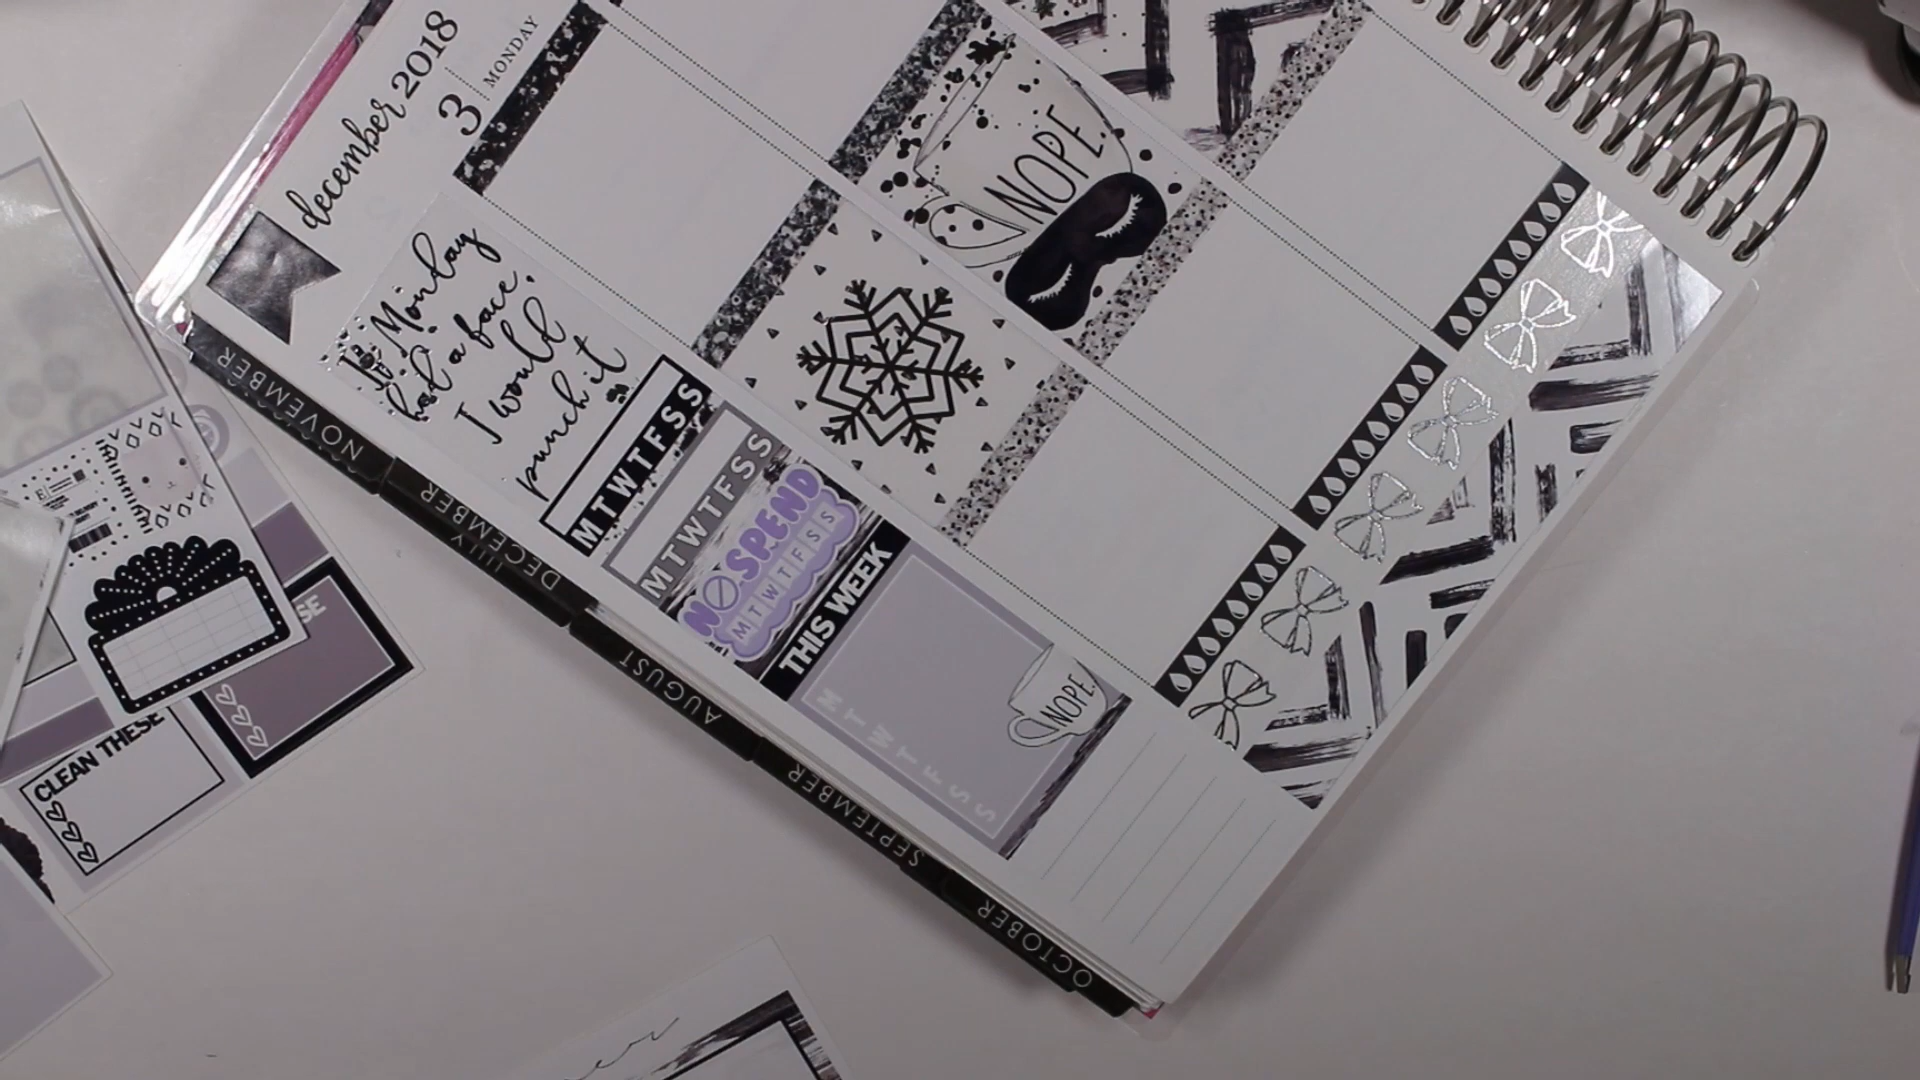 december 2018
3 MONDAY
If Monday
had a face,
I would
punch it
NOPE
MTWTFSS
MTWTFSS
NO SPEND
MTWTFSS
THIS WEEK
M T W T F S S
NOPE.
NOVEMBER
DECEMBER
JULY
AUGUST
SEPTEMBER
OCTOBER
CLEAN THESE